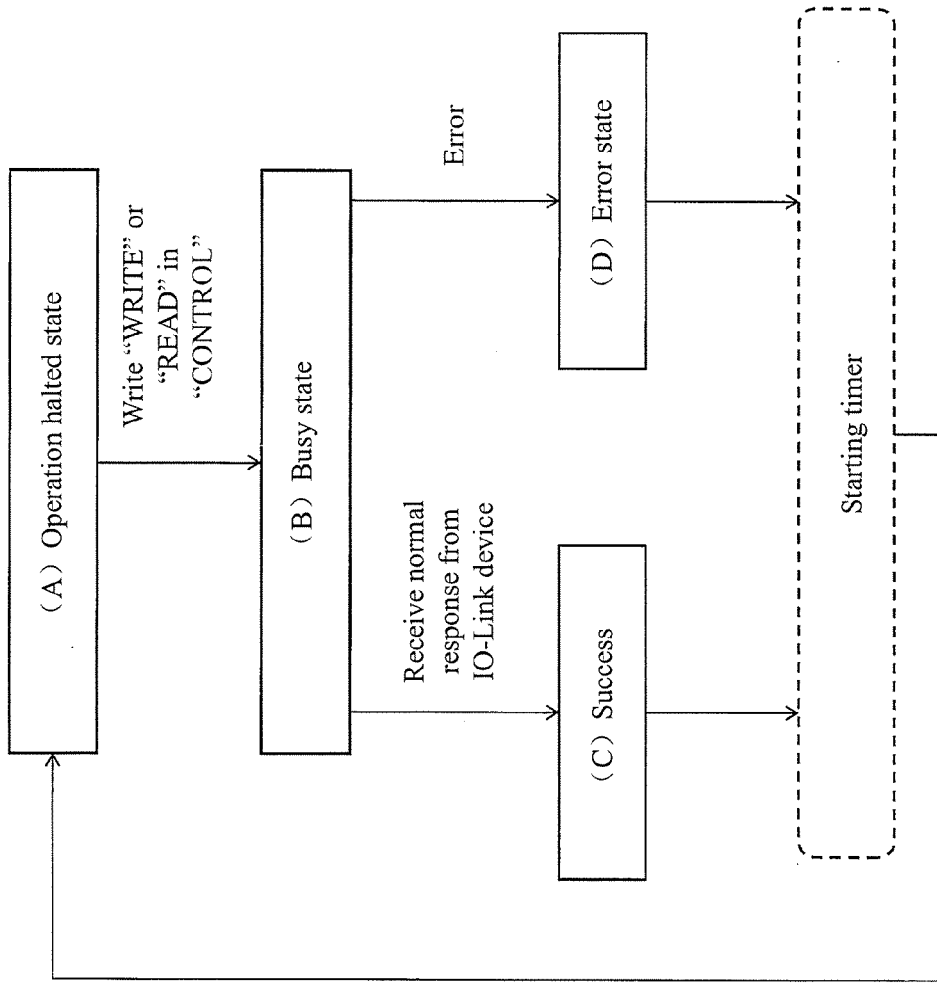 (A) Operation halted state
Write “WRITE” or
“READ” in
“CONTROL”
(B) Busy state
Receive normal
response from
IO-Link device
Error
(C) Success
(D) Error state
Starting timer